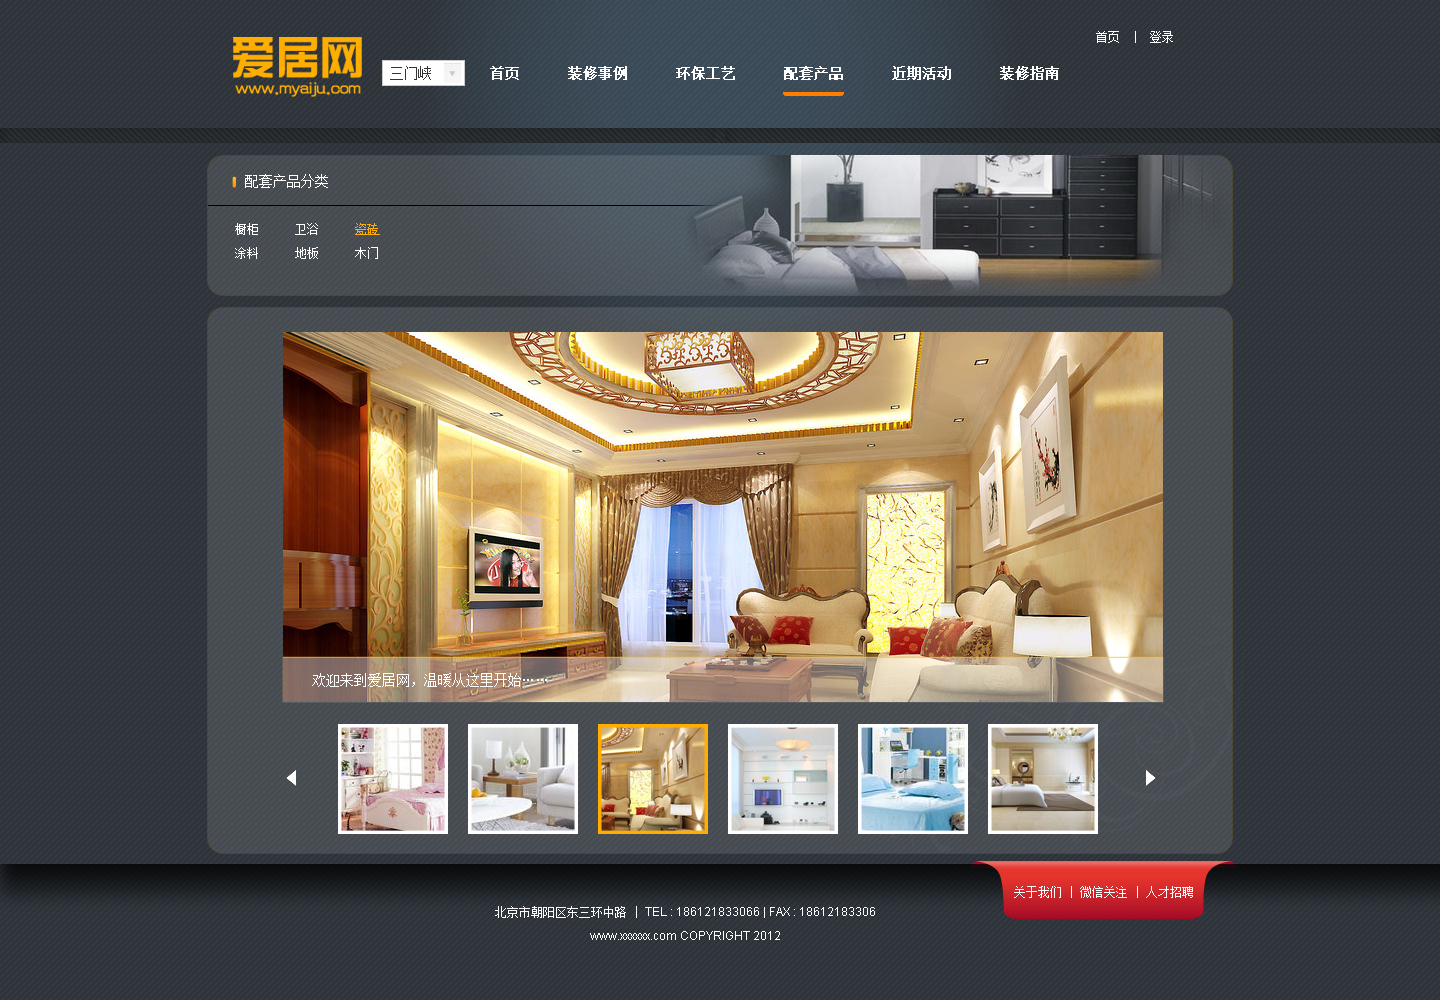 首页 | 登录
爱居网
www.myaiju.com
三门峡
首页 装修事例 环保工艺 配套产品 近期活动 装修指南
配套产品分类
橱柜 卫浴 瓷砖
涂料 地板 木门
欢迎来到爱居网，温暖从这里开始······
关于我们 | 微信关注 | 人才招聘
北京市朝阳区东三环中路 | TEL : 186121833066 | FAX : 18612183306
www.xxxxxx.com COPYRIGHT 2012